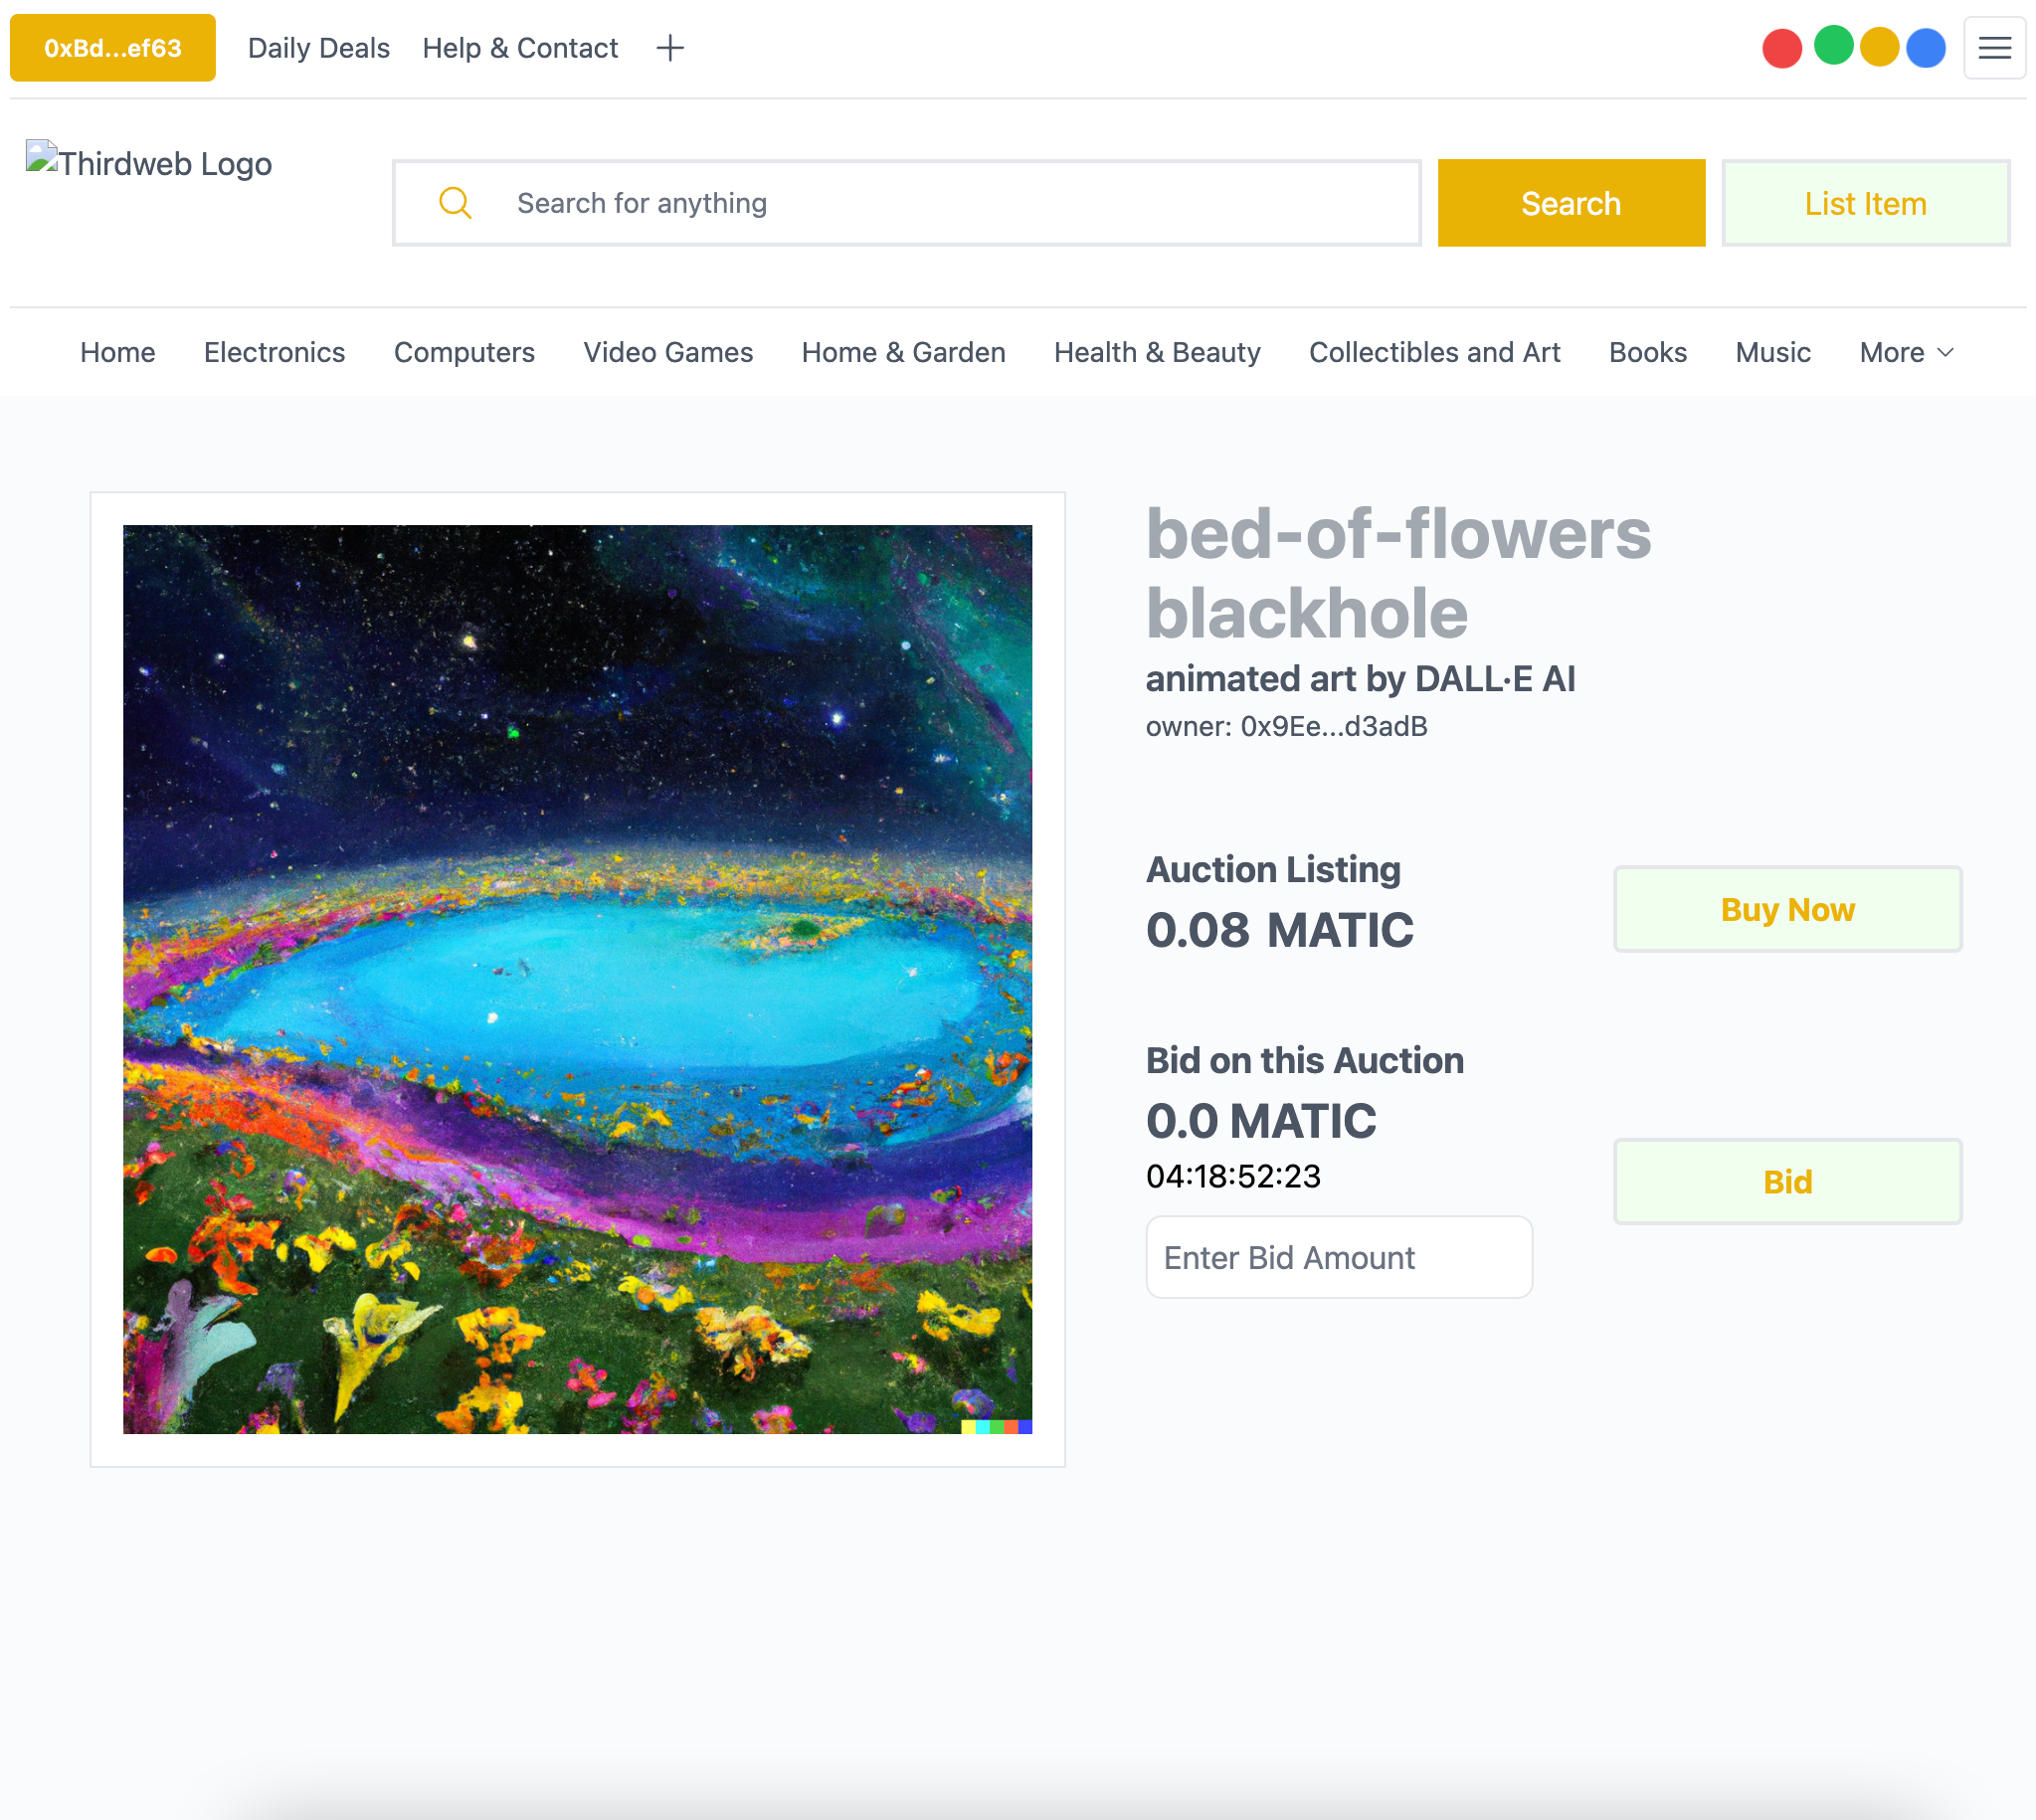 0xBd...ef63 Daily Deals Help & Contact
Thirdweb Logo
Search for anything Search List Item
Home Electronics Computers Video Games Home & Garden Health & Beauty Collectibles and Art Books Music More
bed-of-flowers
blackhole
animated art by DALL·E AI
owner: 0x9Ee...d3adB
Auction Listing
0.08 MATIC
Buy Now
Bid on this Auction
0.0 MATIC
04:18:52:23
Bid
Enter Bid Amount